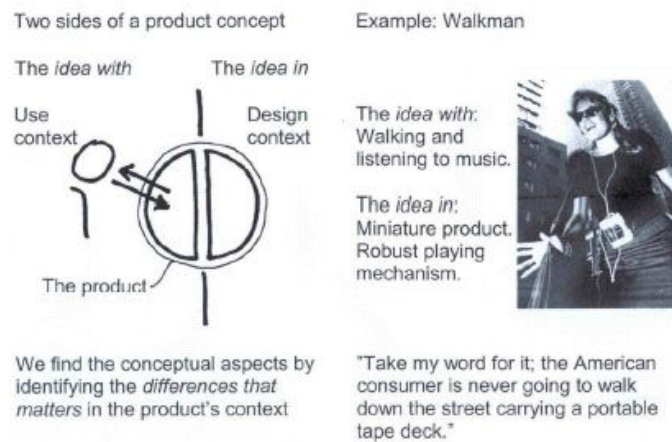 Two sides of a product concept
The idea with
The idea in
Use
context
Design
context
The product
We find the conceptual aspects by
identifying the differences that
matters in the product's context
Example: Walkman
The idea with:
Walking and
listening to music.
The idea in:
Miniature product.
Robust playing
mechanism.
"Take my word for it; the American
consumer is never going to walk
down the street carrying a portable
tape deck."